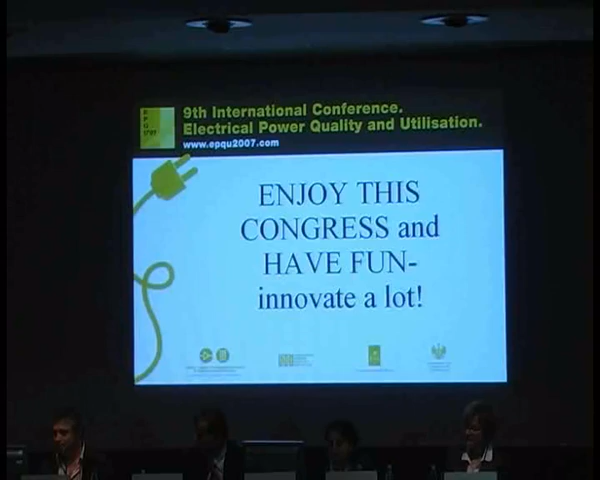 9th International Conference.
Electrical Power Quality and Utilisation.
www.epqu2007.com
ENJOY THIS
CONGRESS and
HAVE FUN-
innovate a lot!